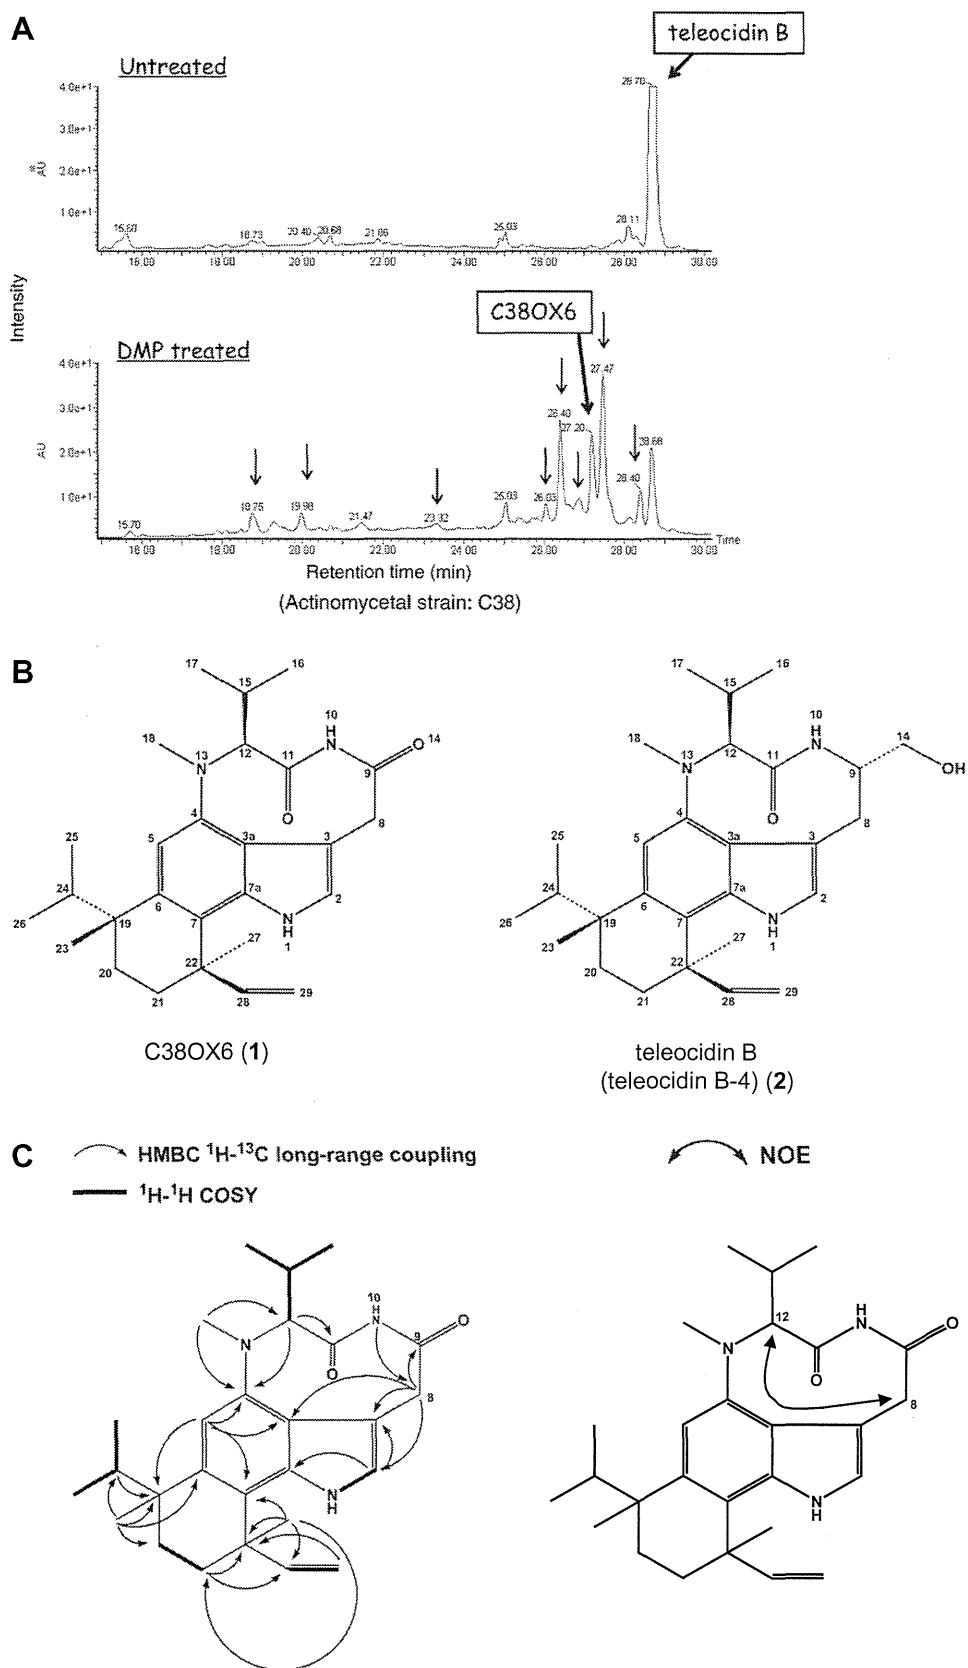 A
teleocidin B
Untreated
28.70
4.0e+1
3.0e+1
2.0e+1
1.0e+1
AU
15.60
18.73
20.40
20.68
21.86
25.03
28.11
16.00 18.00 20.00 22.00 24.00 26.00 28.00 30.00
Intensity
C38OX6
DMP treated
4.0e+1
3.0e+1
2.0e+1
1.0e+1
AU
15.70
18.75
19.98
21.47
23.32
25.03
26.03
27.20
27.47
28.40
28.68
Time
16.00 18.00 20.00 22.00 24.00 26.00 28.00 30.00
Retention time (min)
(Actinomycetal strain: C38)
B
17 16
15
10
H
N
O 14
18
13
N
12
11
9
O
8
4
3a
3
5
25
24
26
6
7a
2
19
7
N
H
1
23
27
22
20
21
28
29
C38OX6 (1)
17 16
15
10
H
N
14
OH
18
13
N
12
11
9
O
8
4
3a
3
5
25
24
26
6
7a
2
19
7
N
H
1
23
27
22
20
21
28
29
teleocidin B
(teleocidin B-4) (2)
C
HMBC ¹H-¹³C long-range coupling
NOE
¹H-¹H COSY
10
H
N
9
O
N
O
8
N
H
12
H
N
O
N
O
8
N
H